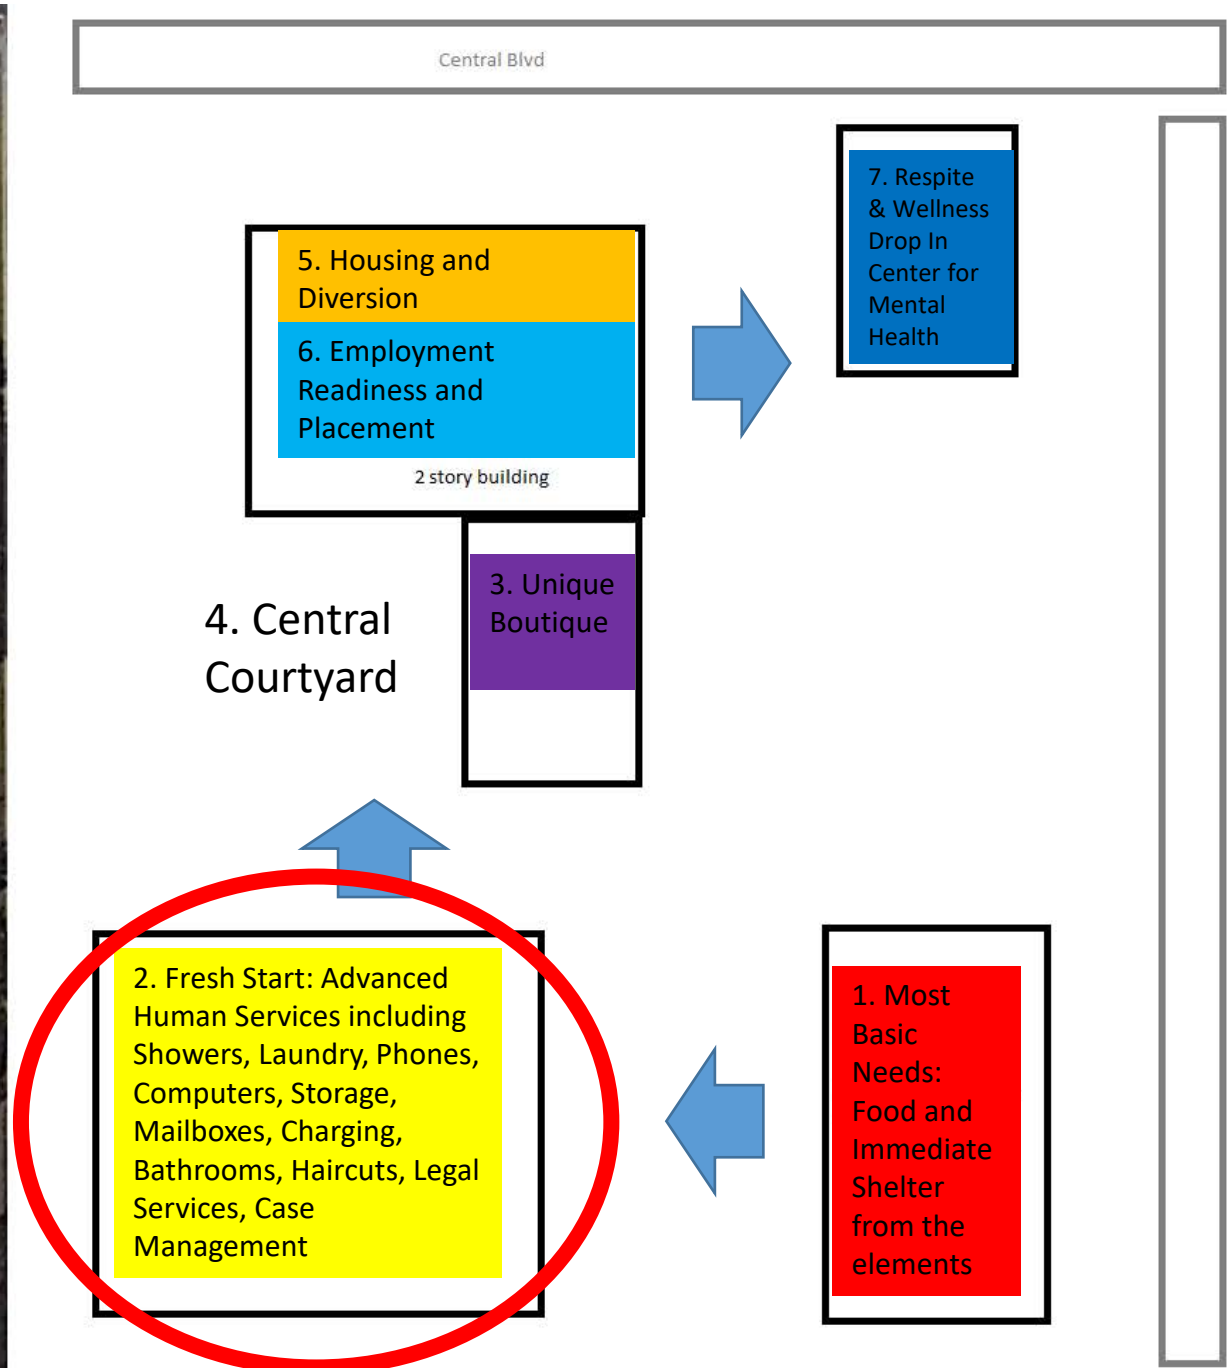 Central Blvd
7. Respite
& Wellness
Drop In
Center for
Mental
Health
5. Housing and
Diversion
6. Employment
Readiness and
Placement
2 story building
3. Unique
Boutique
4. Central
Courtyard
2. Fresh Start: Advanced
Human Services including
Showers, Laundry, Phones,
Computers, Storage,
Mailboxes, Charging,
Bathrooms, Haircuts, Legal
Services, Case
Management
1. Most
Basic
Needs:
Food and
Immediate
Shelter
from the
elements